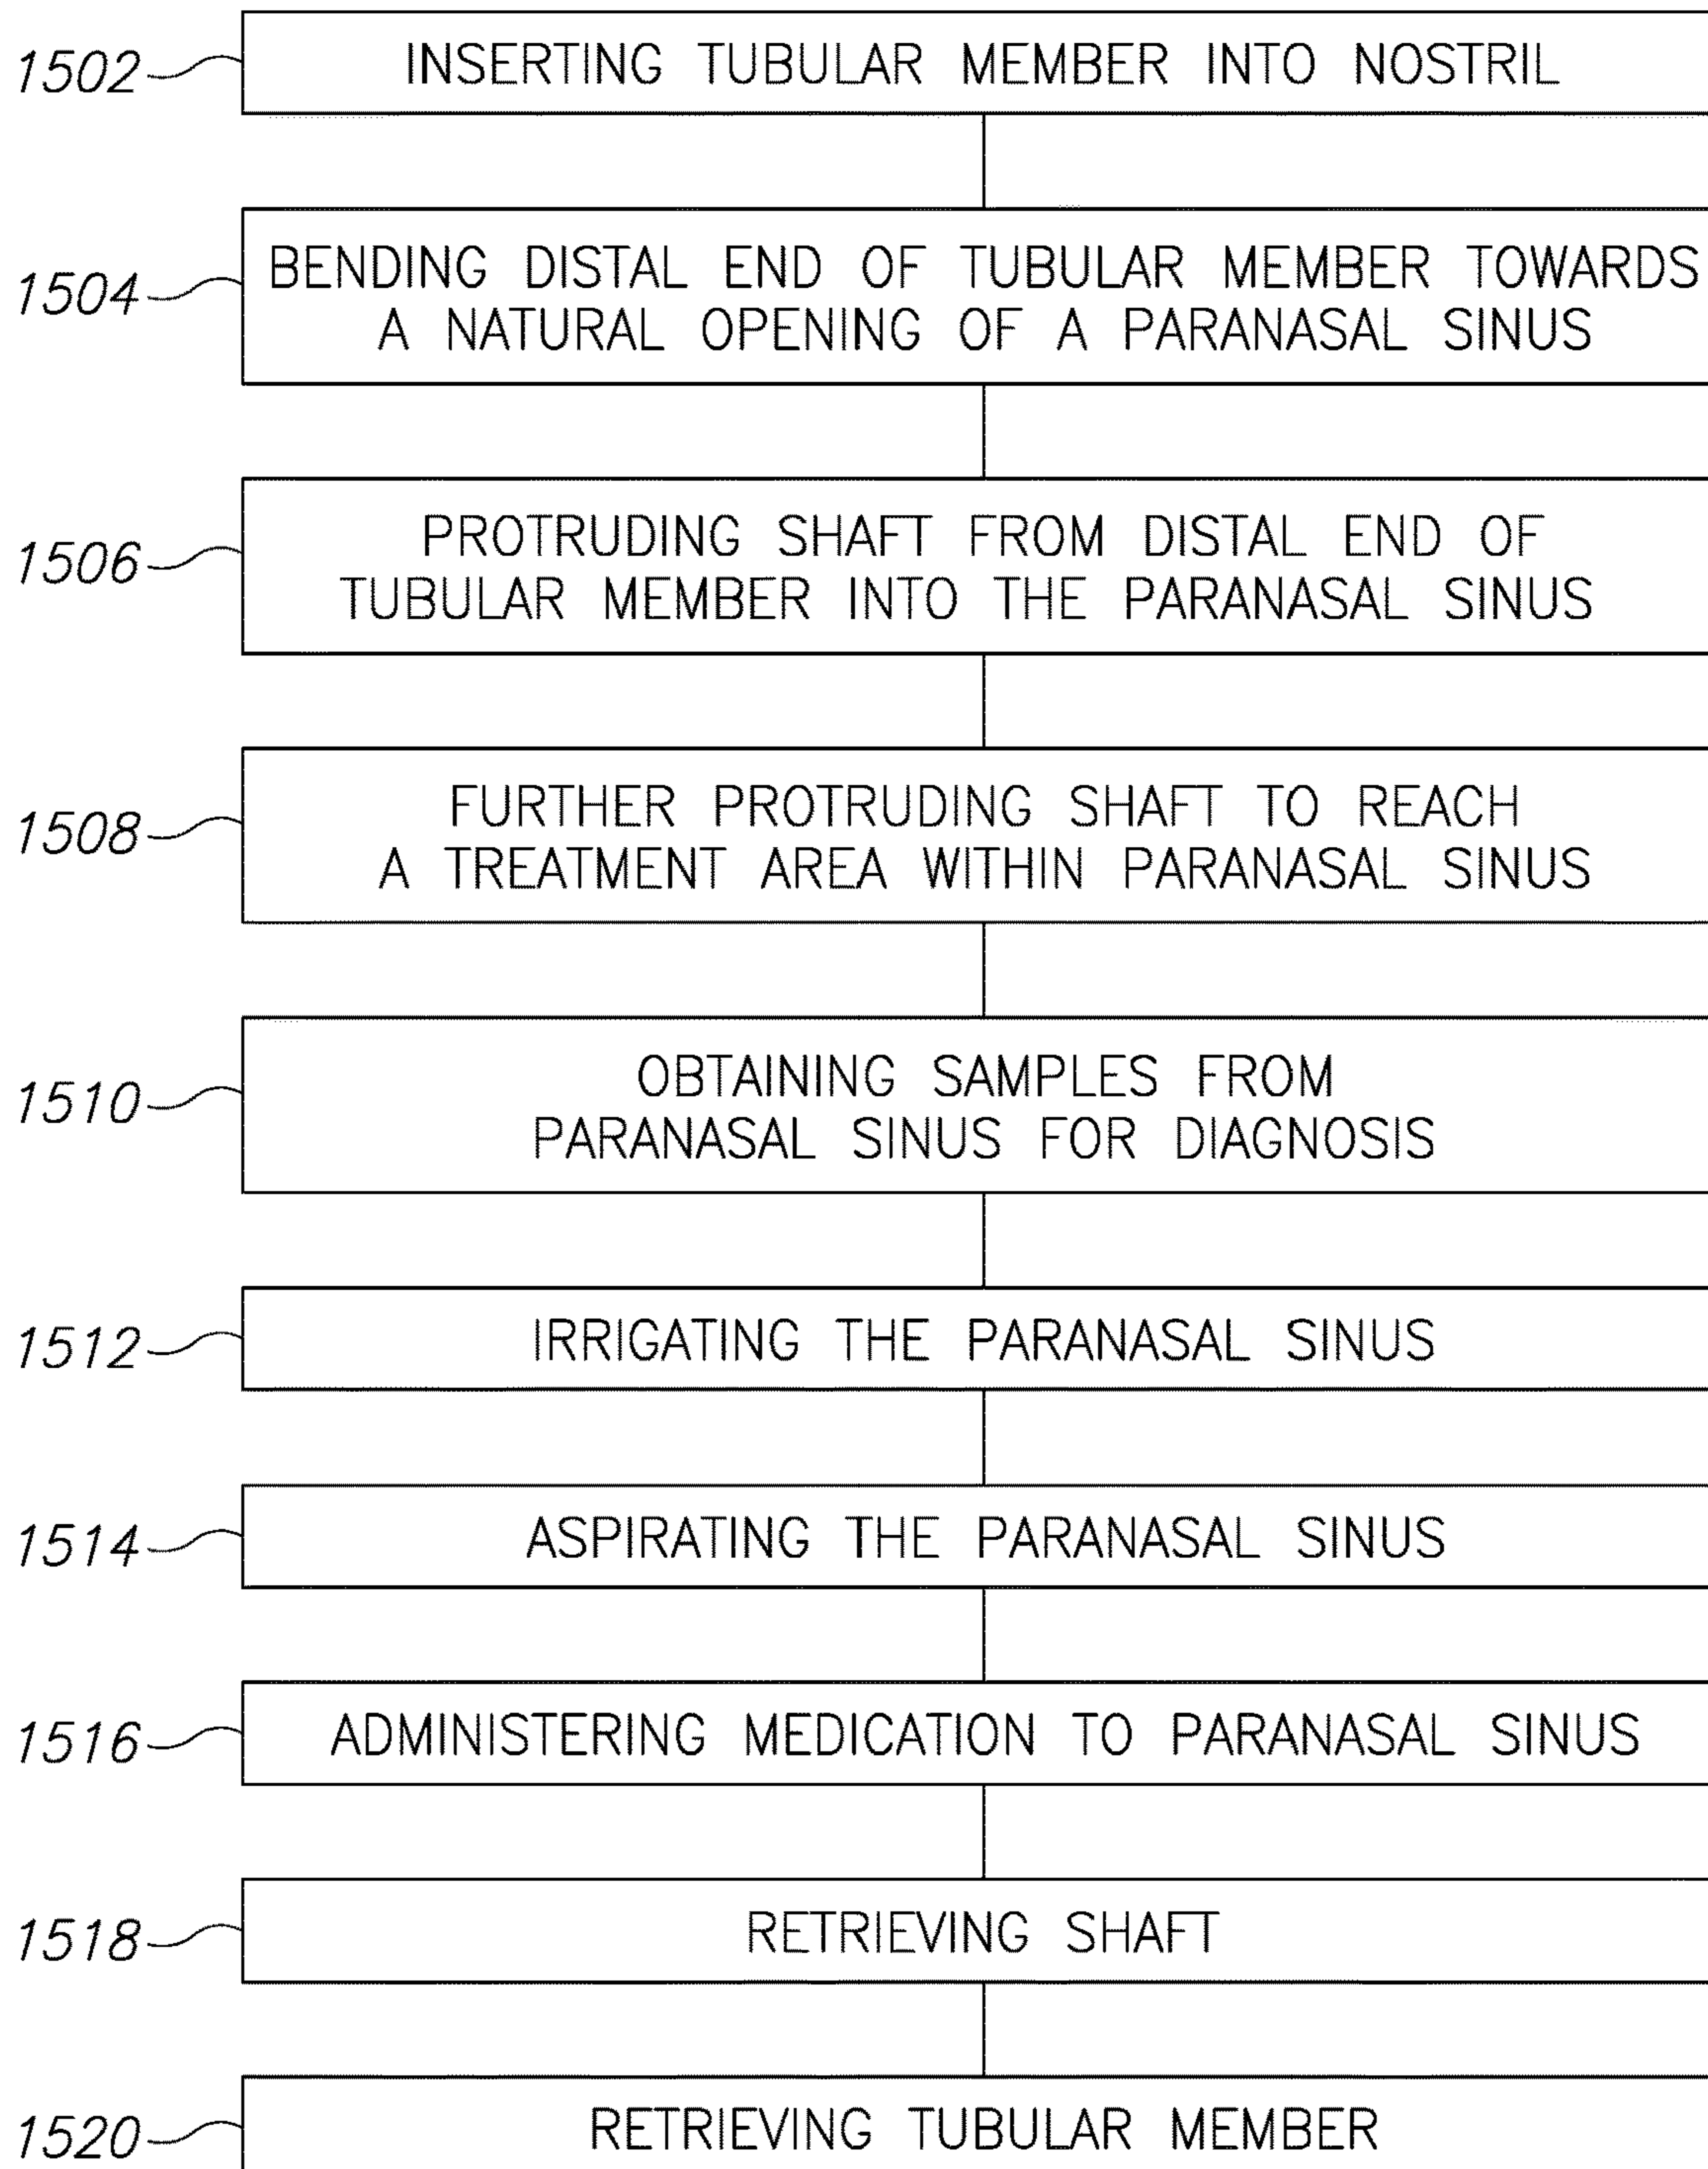 1502 INSERTING TUBULAR MEMBER INTO NOSTRIL
1504 BENDING DISTAL END OF TUBULAR MEMBER TOWARDS
A NATURAL OPENING OF A PARANASAL SINUS
1506 PROTRUDING SHAFT FROM DISTAL END OF
TUBULAR MEMBER INTO THE PARANASAL SINUS
1508 FURTHER PROTRUDING SHAFT TO REACH
A TREATMENT AREA WITHIN PARANASAL SINUS
1510 OBTAINING SAMPLES FROM
PARANASAL SINUS FOR DIAGNOSIS
1512 IRRIGATING THE PARANASAL SINUS
1514 ASPIRATING THE PARANASAL SINUS
1516 ADMINISTERING MEDICATION TO PARANASAL SINUS
1518 RETRIEVING SHAFT
1520 RETRIEVING TUBULAR MEMBER